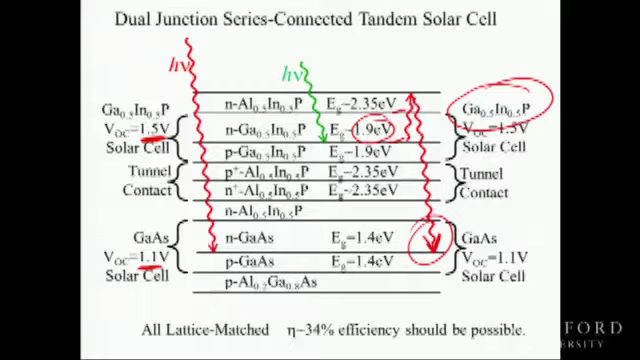 Dual Junction Series-Connected Tandem Solar Cell
hν
hν
n-Al0.5In0.5P Eg~2.35eV
Ga0.5In0.5P
VOC=1.5V
Solar Cell
n-Ga0.5In0.5P Eg~1.9eV
p-Ga0.5In0.5P Eg~1.9eV
Ga0.5In0.5P
VOC=1.5V
Solar Cell
Tunnel
Contact
p+-Al0.5In0.5P Eg~2.35eV
n+-Al0.5In0.5P Eg~2.35eV
Tunnel
Contact
n-Al0.5In0.5P
GaAs
VOC=1.1V
Solar Cell
n-GaAs Eg=1.4eV
p-GaAs Eg=1.4eV
GaAs
VOC=1.1V
Solar Cell
p-Al0.2Ga0.8As
All Lattice-Matched η~34% efficiency should be possible.
FORD
ERSITY